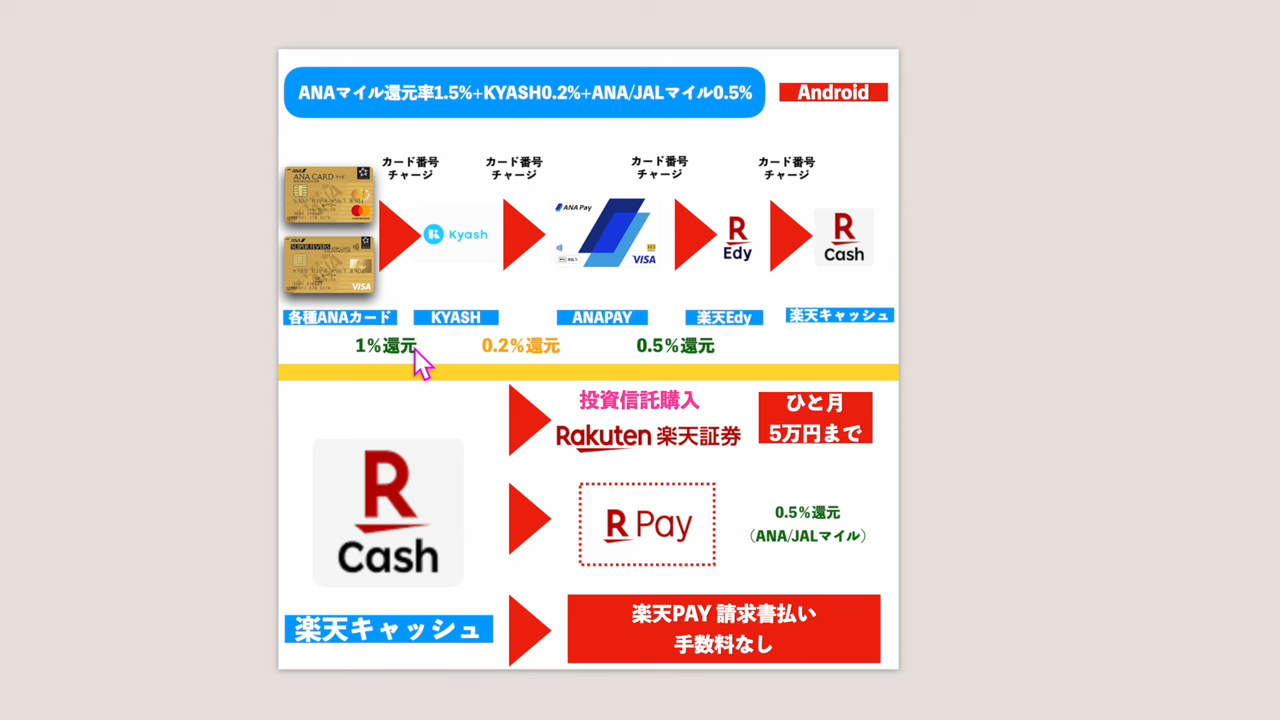 ANAマイル還元率1.5%+KYASH0.2%+ANA/JALマイル0.5%
Android
カード番号
チャージ
カード番号
チャージ
カード番号
チャージ
カード番号
チャージ
ANA CARD
VISA
Kyash
ANA Pay
VISA
R
Edy
R
Cash
各種ANAカード
KYASH
ANAPAY
楽天Edy
楽天キャッシュ
1%還元
0.2%還元
0.5%還元
投資信託購入
Rakuten 楽天証券
ひと月
5万円まで
R
Cash
R Pay
0.5%還元
（ANA/JALマイル）
楽天キャッシュ
楽天PAY 請求書払い
手数料なし